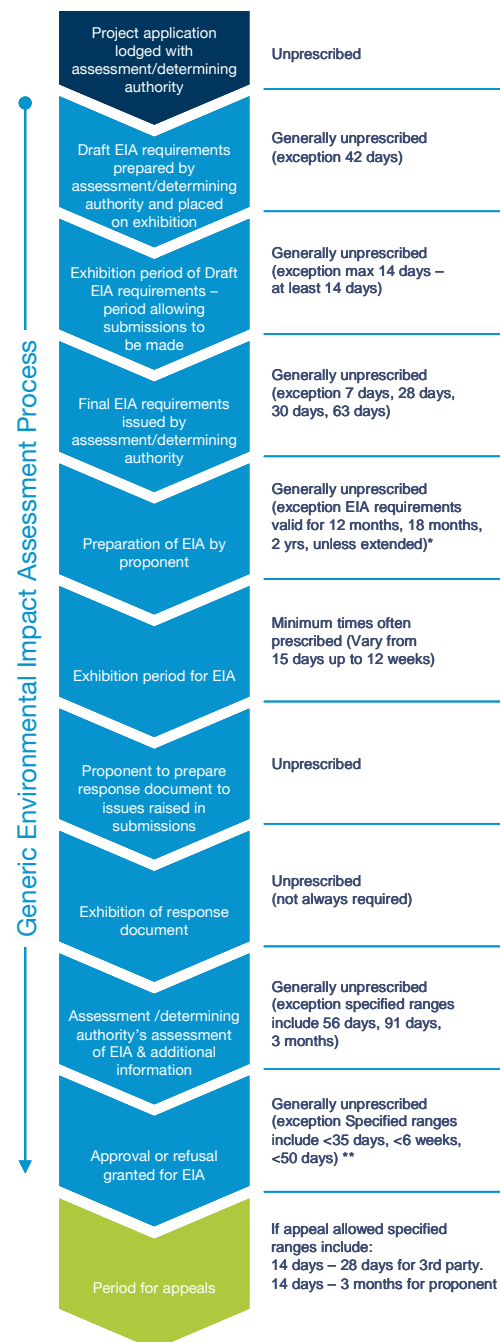 Project application
lodged with
assessment/determining
authority
Unprescribed
Generic Environmental Impact Assessment Process
Draft EIA requirements
prepared by
assessment/determining
authority and placed
on exhibition
Generally unprescribed
(exception 42 days)
Exhibition period of Draft
EIA requirements –
period allowing
submissions to
be made
Generally unprescribed
(exception max 14 days –
at least 14 days)
Final EIA requirements
issued by
assessment/determining
authority
Generally unprescribed
(exception 7 days, 28 days,
30 days, 63 days)
Preparation of EIA by
proponent
Generally unprescribed
(exception EIA requirements
valid for 12 months, 18 months,
2 yrs, unless extended)*
Exhibition period for EIA
Minimum times often
prescribed (Vary from
15 days up to 12 weeks)
Proponent to prepare
response document to
issues raised in
submissions
Unprescribed
Exhibition of response
document
Unprescribed
(not always required)
Assessment /determining
authority's assessment
of EIA & additional
information
Generally unprescribed
(exception specified ranges
include 56 days, 91 days,
3 months)
Approval or refusal
granted for EIA
Generally unprescribed
(exception Specified ranges
include <35 days, <6 weeks,
<50 days) **
Period for appeals
If appeal allowed specified
ranges include:
14 days – 28 days for 3rd party.
14 days – 3 months for proponent